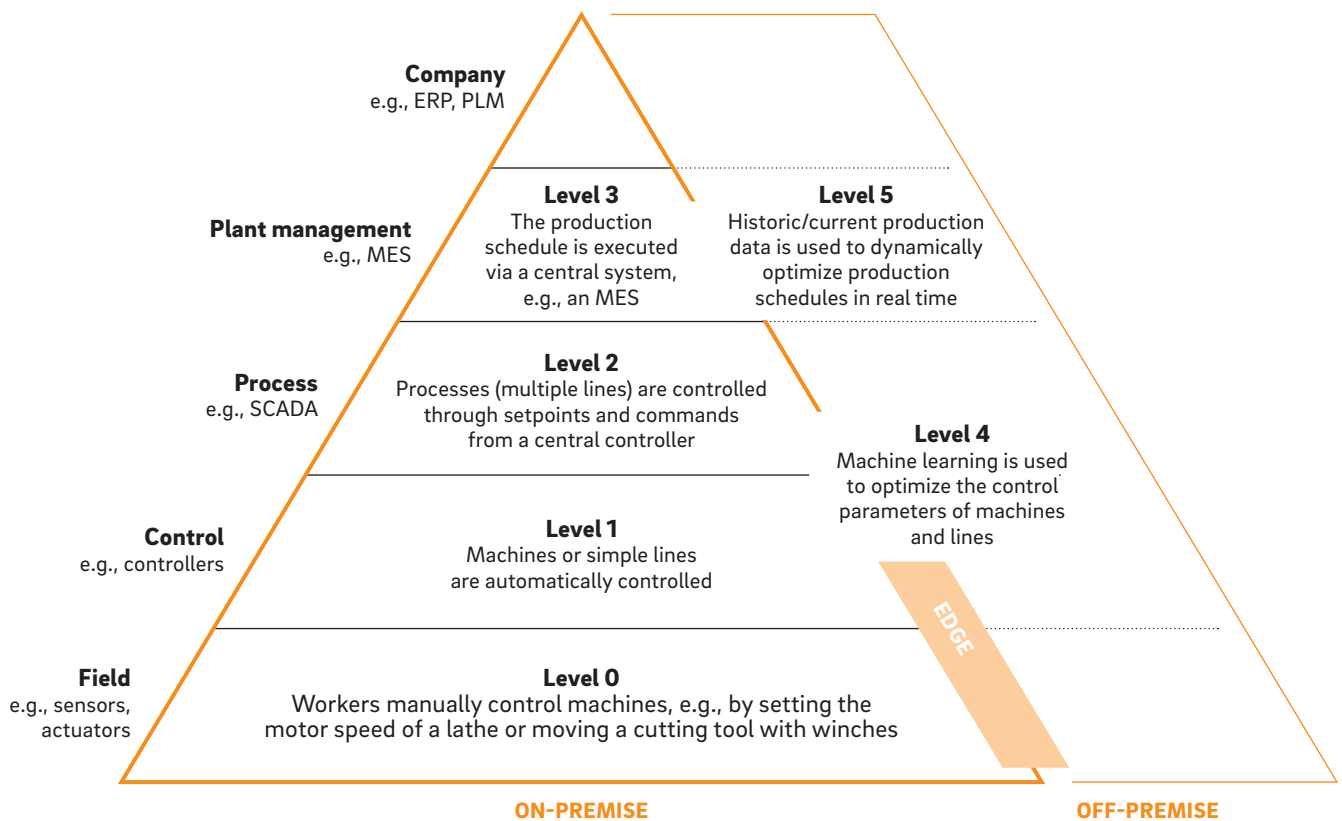 Company
e.g., ERP, PLM
Plant management
e.g., MES
Level 3
The production
schedule is executed
via a central system,
e.g., an MES
Level 5
Historic/current production
data is used to dynamically
optimize production
schedules in real time
Process
e.g., SCADA
Level 2
Processes (multiple lines) are controlled
through setpoints and commands
from a central controller
Level 4
Machine learning is used
to optimize the control
parameters of machines
and lines
Control
e.g., controllers
Level 1
Machines or simple lines
are automatically controlled
EDGE
Field
e.g., sensors,
actuators
Level 0
Workers manually control machines, e.g., by setting the
motor speed of a lathe or moving a cutting tool with winches
ON-PREMISE
OFF-PREMISE